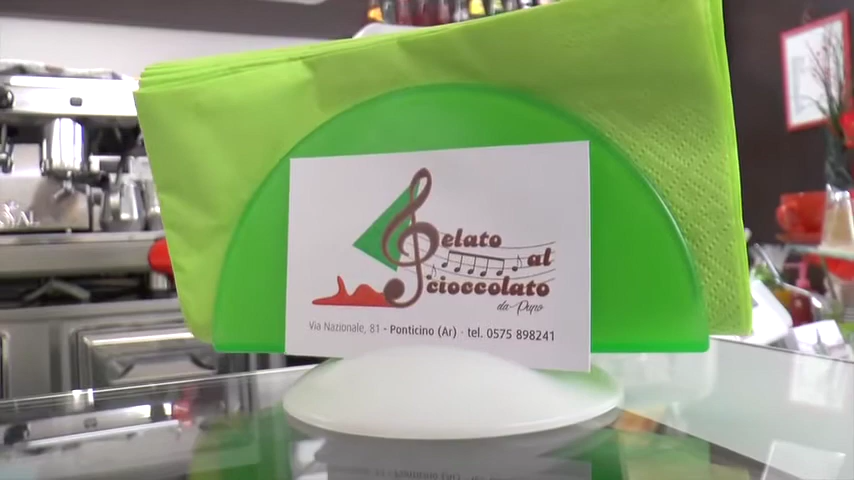 Gelato
al
cioccolato
da Pupo
Via Nazionale, 81 - Ponticino (Ar) - tel. 0575 898241